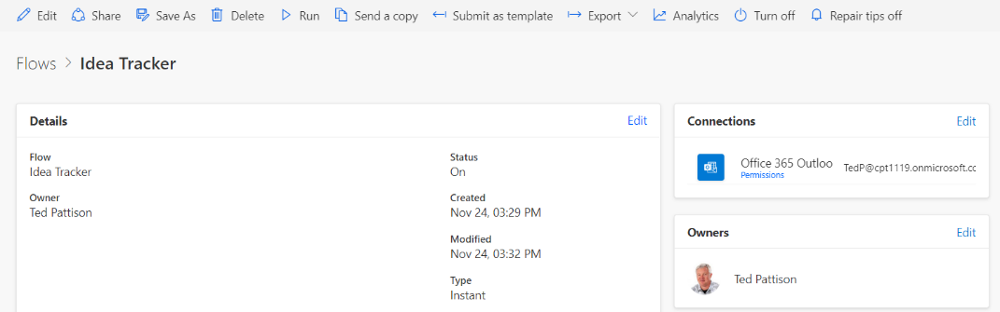 Edit Share Save As Delete Run Send a copy Submit as template Export Analytics Turn off Repair tips off
Flows > Idea Tracker
Details Edit
Flow
Idea Tracker
Owner
Ted Pattison
Status
On
Created
Nov 24, 03:29 PM
Modified
Nov 24, 03:32 PM
Type
Instant
Connections Edit
Office 365 Outloo TedP@cpt1119.onmicrosoft.cc
Permissions
Owners Edit
Ted Pattison